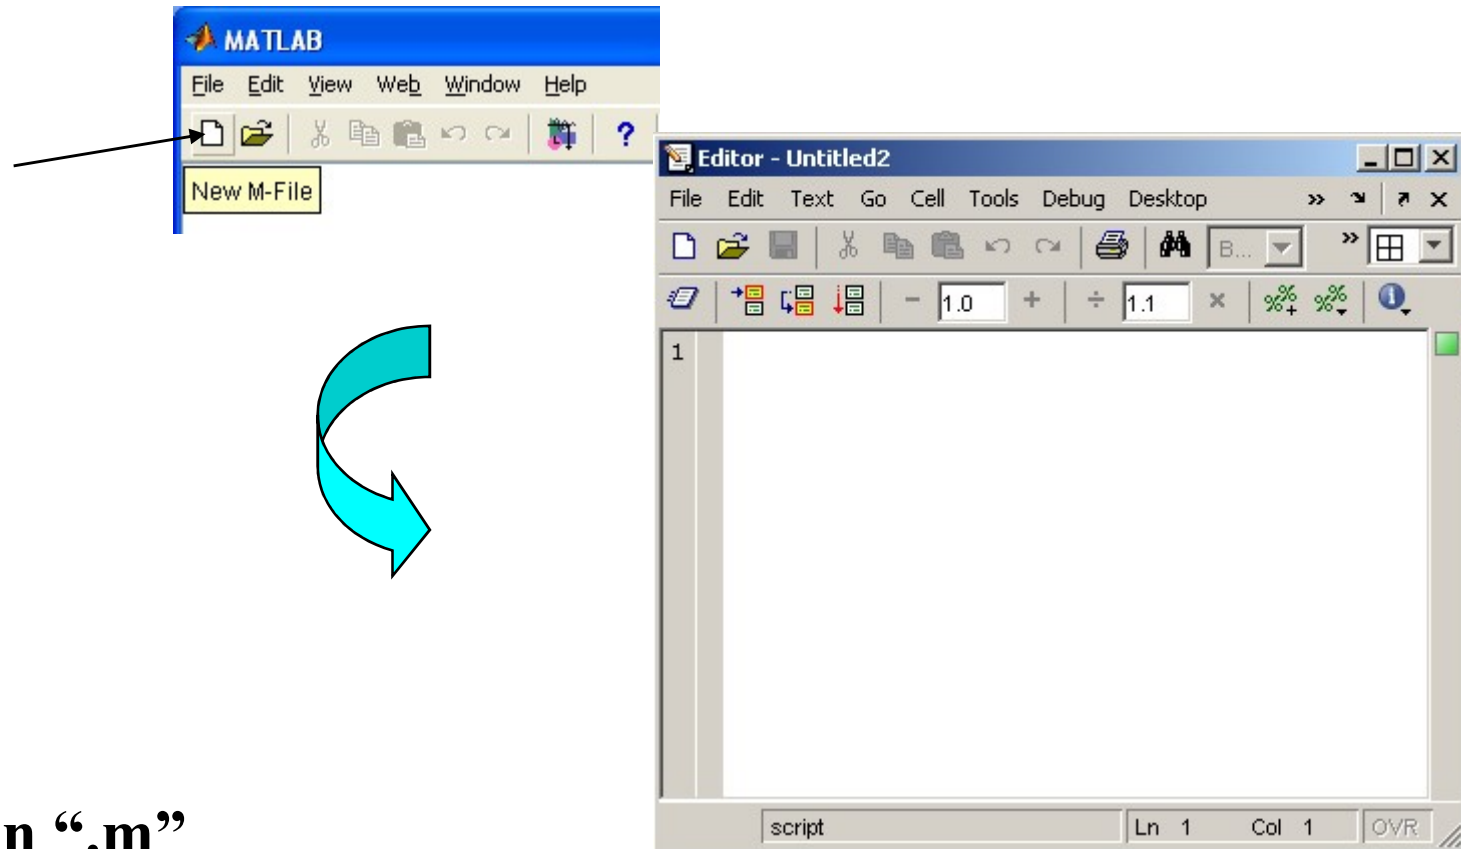 MATLAB
File Edit View Web Window Help
?
New M-File
Editor - Untitled2
File Edit Text Go Cell Tools Debug Desktop »
B... »
− 1.0 + ÷ 1.1 ×
1
script Ln 1 Col 1 OVR
n “.m”